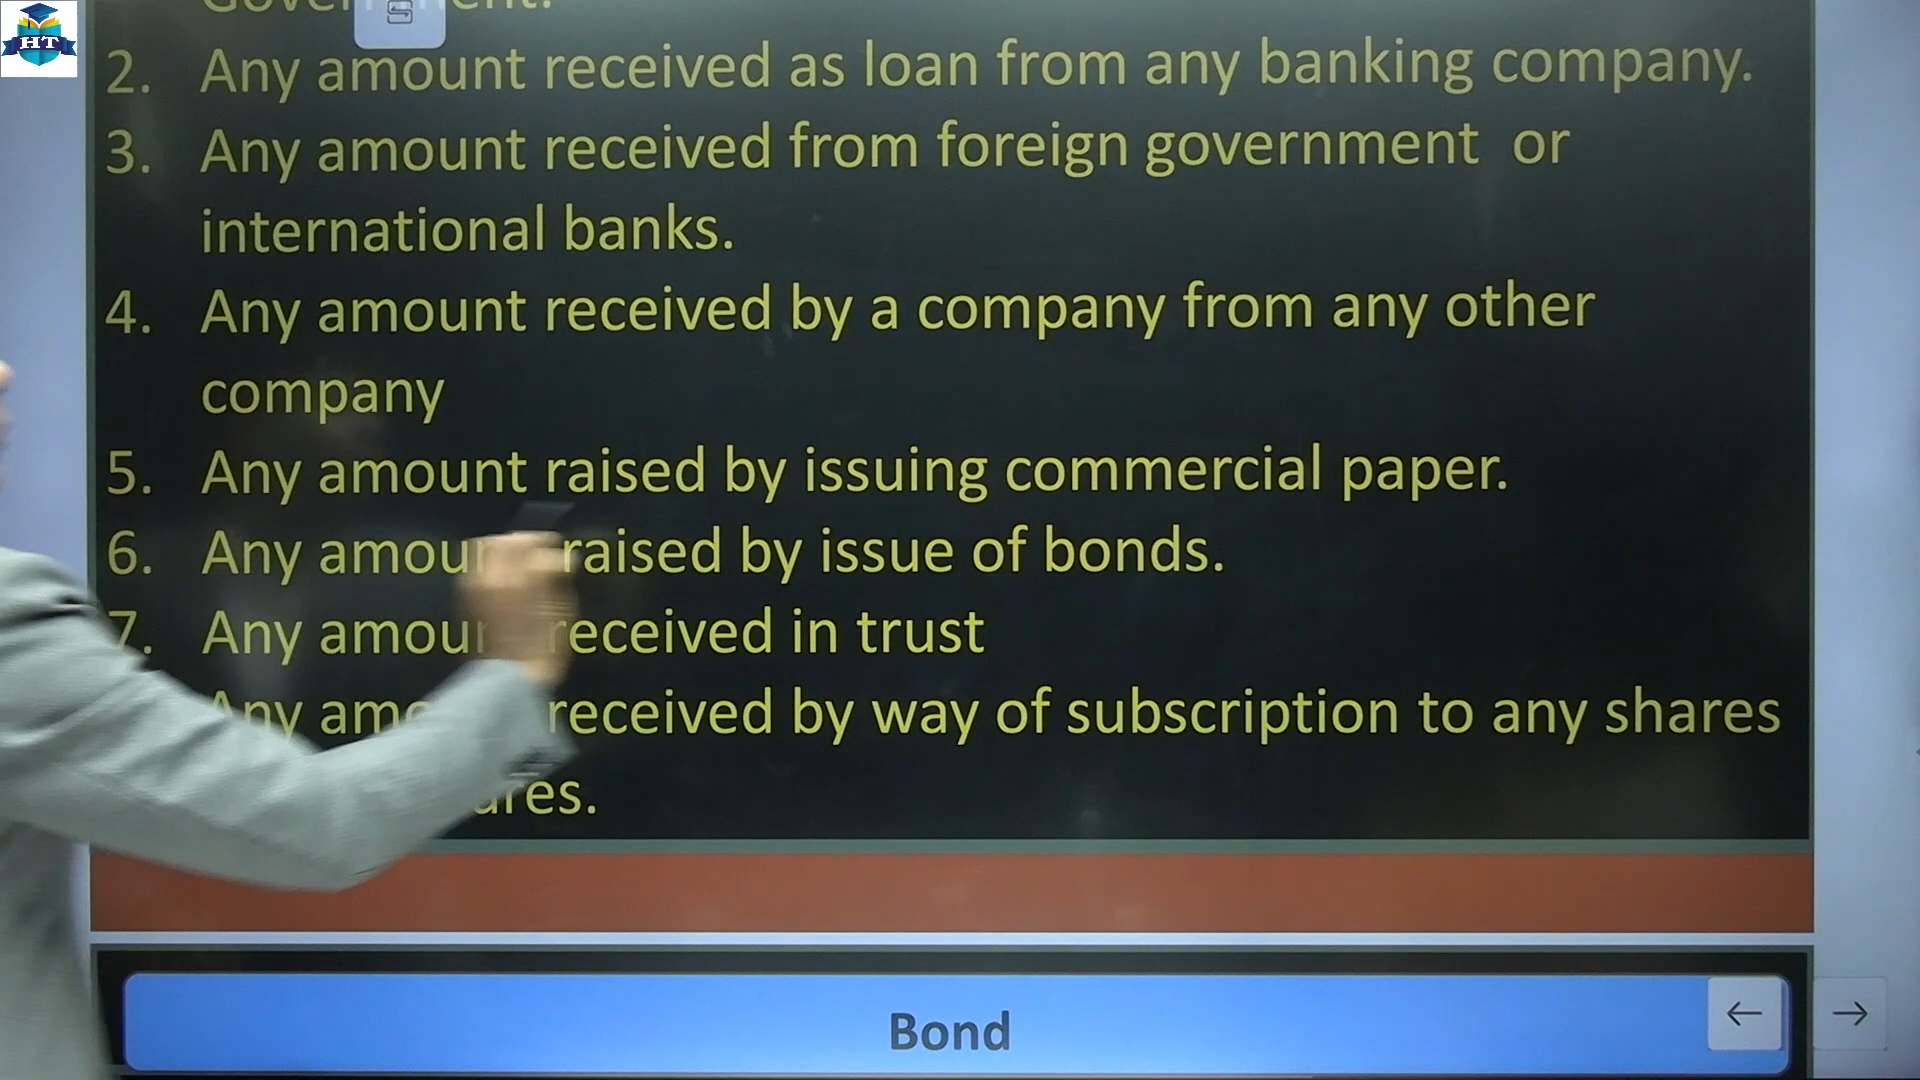 HT
2. Any amount received as loan from any banking company.
3. Any amount received from foreign government or
international banks.
4. Any amount received by a company from any other
company
5. Any amount raised by issuing commercial paper.
6. Any raised by issue of bonds.
7. Any received in trust
Any received by way of subscription to any shares
Bond